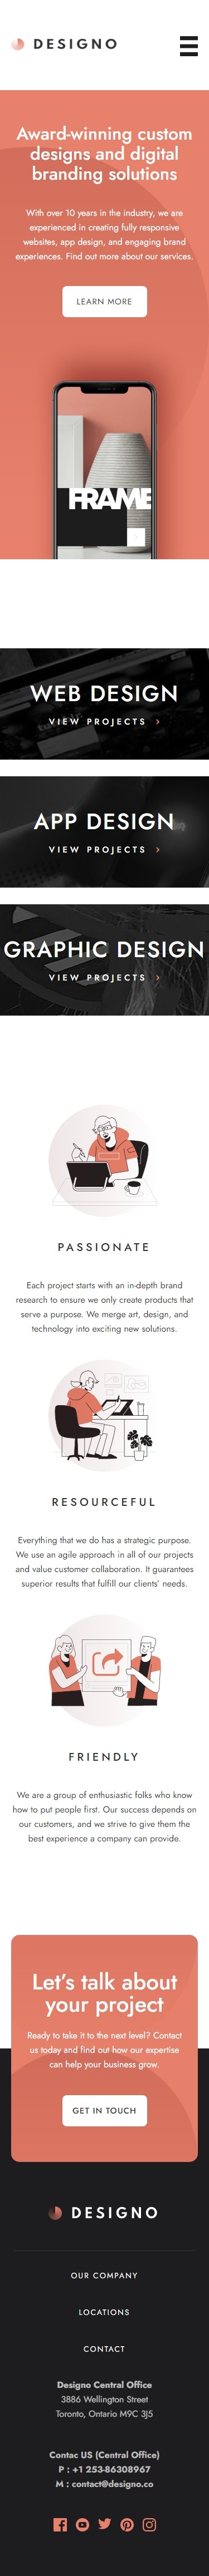 DESIGNO
Award-winning custom
designs and digital
branding solutions
With over 10 years in the industry, we are
experienced in creating fully responsive
websites, app design, and engaging brand
experiences. Find out more about our services.
LEARN MORE
FRAME
WEB DESIGN
VIEW PROJECTS
APP DESIGN
VIEW PROJECTS
GRAPHIC DESIGN
VIEW PROJECTS
PASSIONATE
Each project starts with an in-depth brand
research to ensure we only create products that
serve a purpose. We merge art, design, and
technology into exciting new solutions.
RESOURCEFUL
Everything that we do has a strategic purpose.
We use an agile approach in all of our projects
and value customer collaboration. It guarantees
superior results that fulfill our clients’ needs.
FRIENDLY
We are a group of enthusiastic folks who know
how to put people first. Our success depends on
our customers, and we strive to give them the
best experience a company can provide.
Let’s talk about
your project
Ready to take it to the next level? Contact
us today and find out how our expertise
can help your business grow.
GET IN TOUCH
DESIGNO
OUR COMPANY
LOCATIONS
CONTACT
Designo Central Office
3886 Wellington Street
Toronto, Ontario M9C 3J5
Contac US (Central Office)
P : +1 253-86308967
M : contact@designo.co